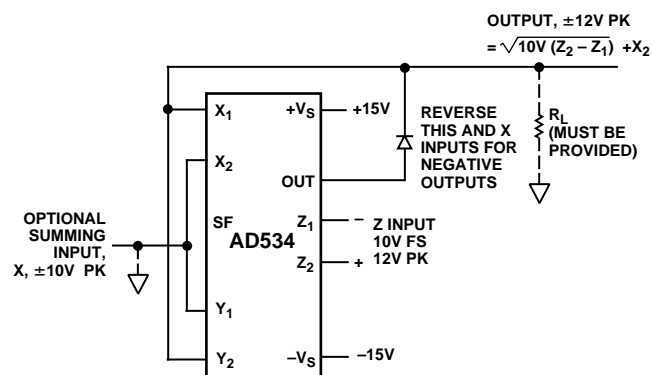 OUTPUT, ±12V PK
= √10V (Z2 – Z1) +X2
X1
+VS
+15V
REVERSE
THIS AND X
INPUTS FOR
NEGATIVE
OUTPUTS
RL
(MUST BE
PROVIDED)
X2
OUT
OPTIONAL
SUMMING
INPUT,
X, ±10V PK
SF
AD534
Z1
–
Z INPUT
10V FS
12V PK
Z2
+
Y1
Y2
–VS
–15V